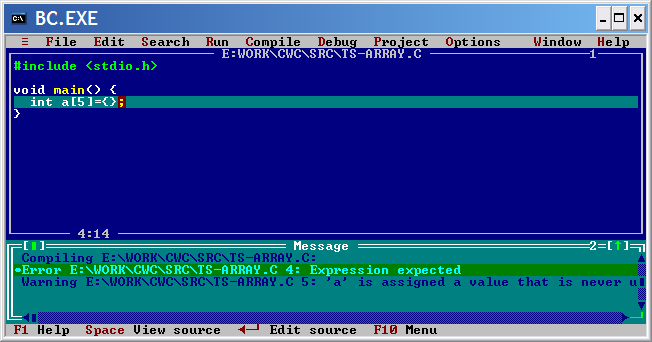 BC.EXE
≡ File Edit Search Run Compile Debug Project Options Window Help
E:WORK\CWC\SRC\TS-ARRAY.C 1
#include <stdio.h>
void main() {
int a[5]={};
}
4:14
[▮] Message 2=[↑]
Compiling E:\WORK\CWC\SRC\TS-ARRAY.C:
•Error E:\WORK\CWC\SRC\TS-ARRAY.C 4: Expression expected
Warning E:\WORK\CWC\SRC\TS-ARRAY.C 5: 'a' is assigned a value that is never u
F1 Help Space View source ◄─┘ Edit source F10 Menu